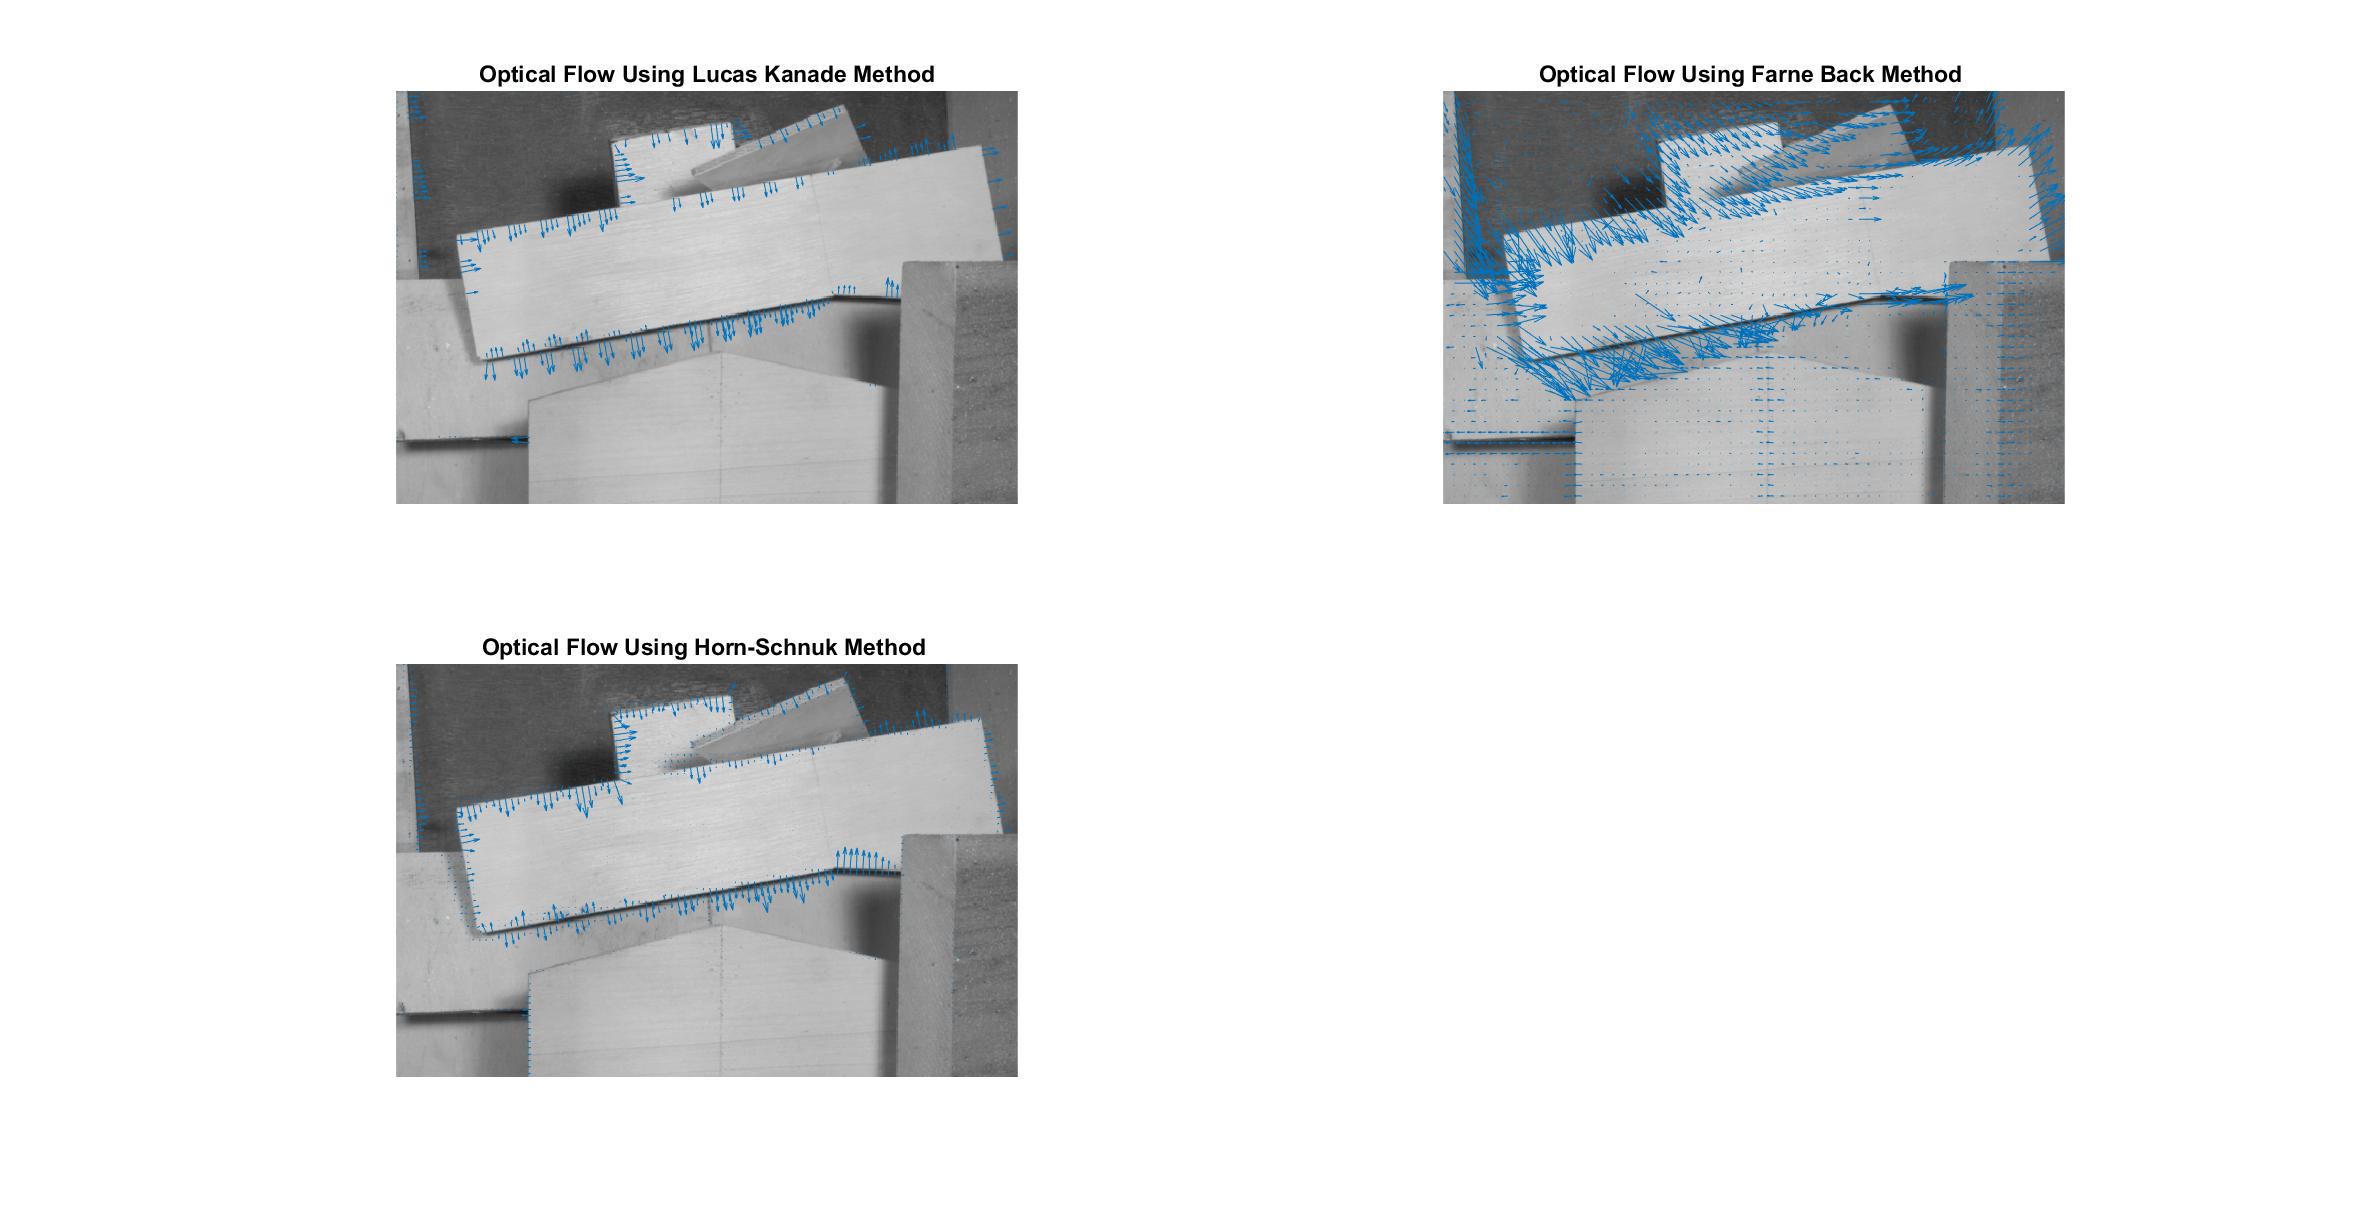 Optical Flow Using Lucas Kanade Method
Optical Flow Using Farne Back Method
Optical Flow Using Horn-Schnuk Method